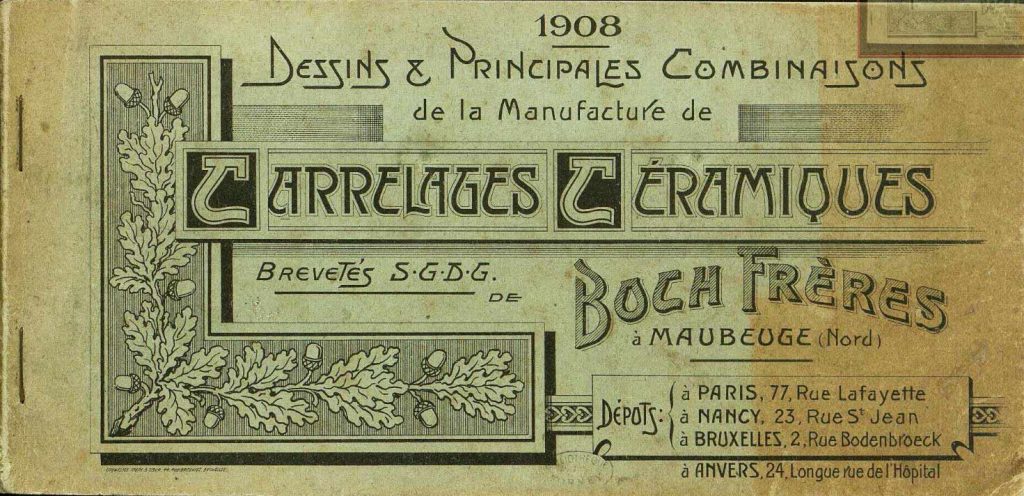 1908
DESSINS & PRINCIPALES COMBINAISONS
de la Manufacture de
CARRELAGES CÉRAMIQUES
BREVETÉS S.G.D.G.
DE
BOCH FRÈRES
à MAUBEUGE (Nord)
DÉPOTS:
à PARIS, 77, Rue Lafayette
à NANCY, 23, Rue St Jean
à BRUXELLES, 2, Rue Bodenbroeck
à ANVERS, 24, Longue rue de l'Hôpital